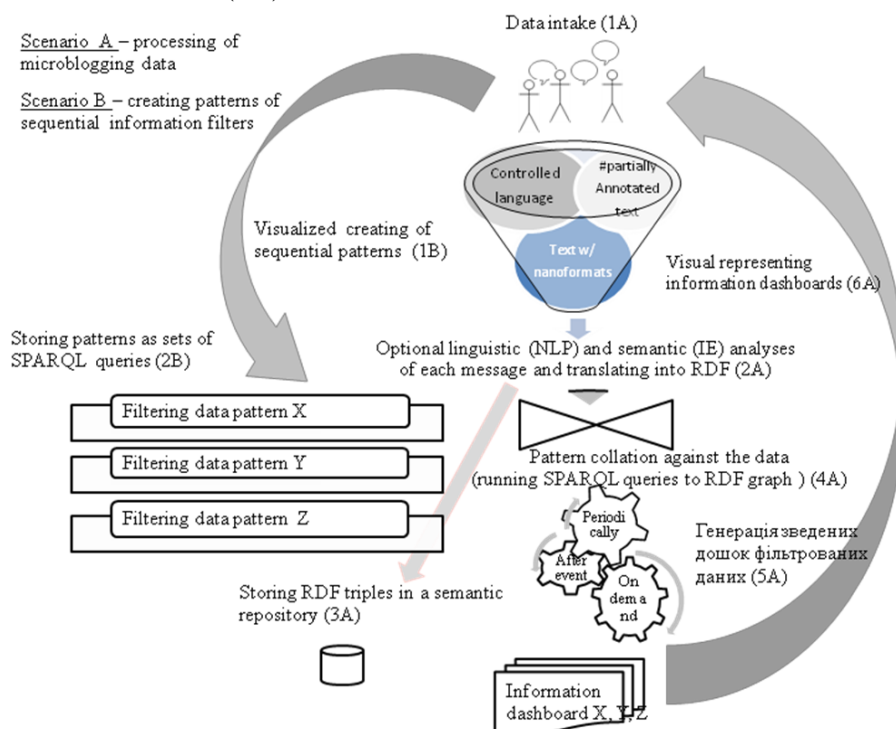 Data intake (1A)
Scenario A – processing of
microblogging data
Scenario B – creating patterns of
sequential information filters
Controlled
language
#partially
Annotated
text
Text w/
nanoformats
Visualized creating of
sequential patterns (1B)
Visual representing
information dashboards (6A)
Storing patterns as sets of
SPARQL queries (2B)
Optional linguistic (NLP) and semantic (IE) analyses
of each message and translating into RDF (2A)
Filtering data pattern X
Filtering data pattern Y
Filtering data pattern Z
Pattern collation against the data
(running SPARQL queries to RDF graph ) (4A)
Periodi
cally
After
event
On
dema
nd
Генерація зведених
дошок фільтрованих
даних (5A)
Storing RDF triples in a semantic
repository (3A)
Information
dashboard X, Y, Z